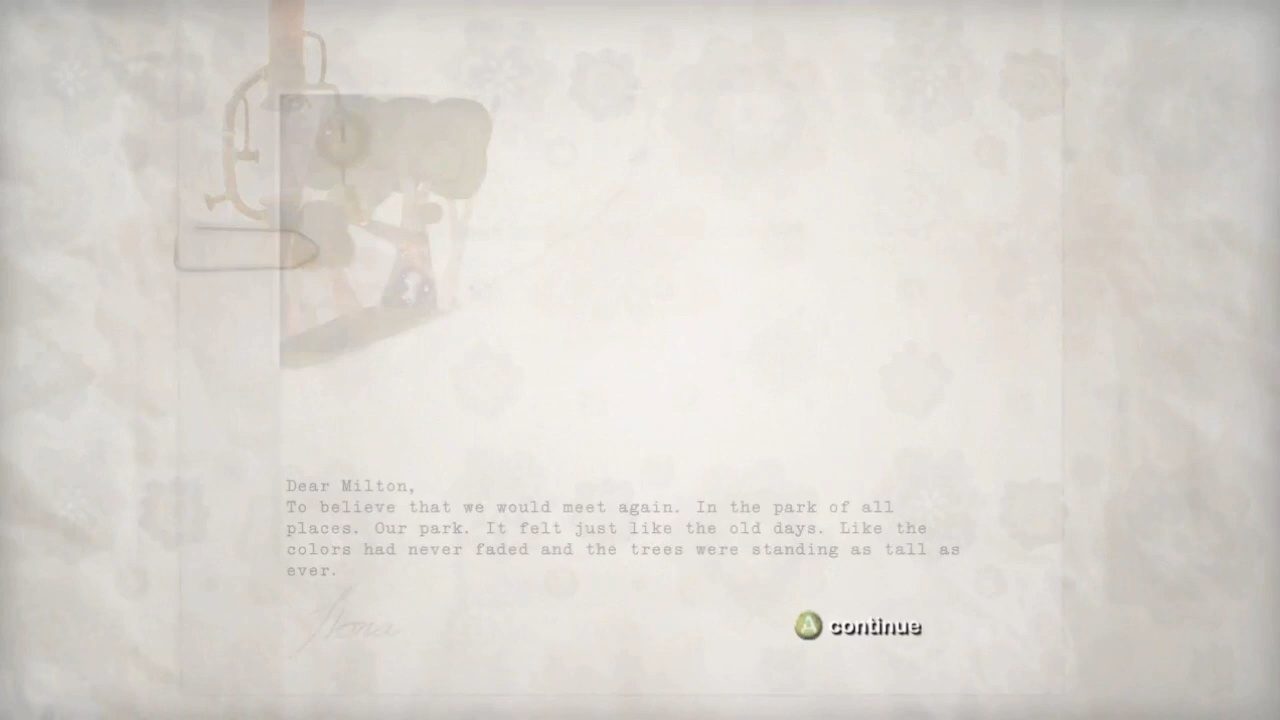 Dear Milton,
To believe that we would meet again. In the park of all
places. Our park. It felt just like the old days. Like the
colors had never faded and the trees were standing as tall as
ever.
Ilona
A continue